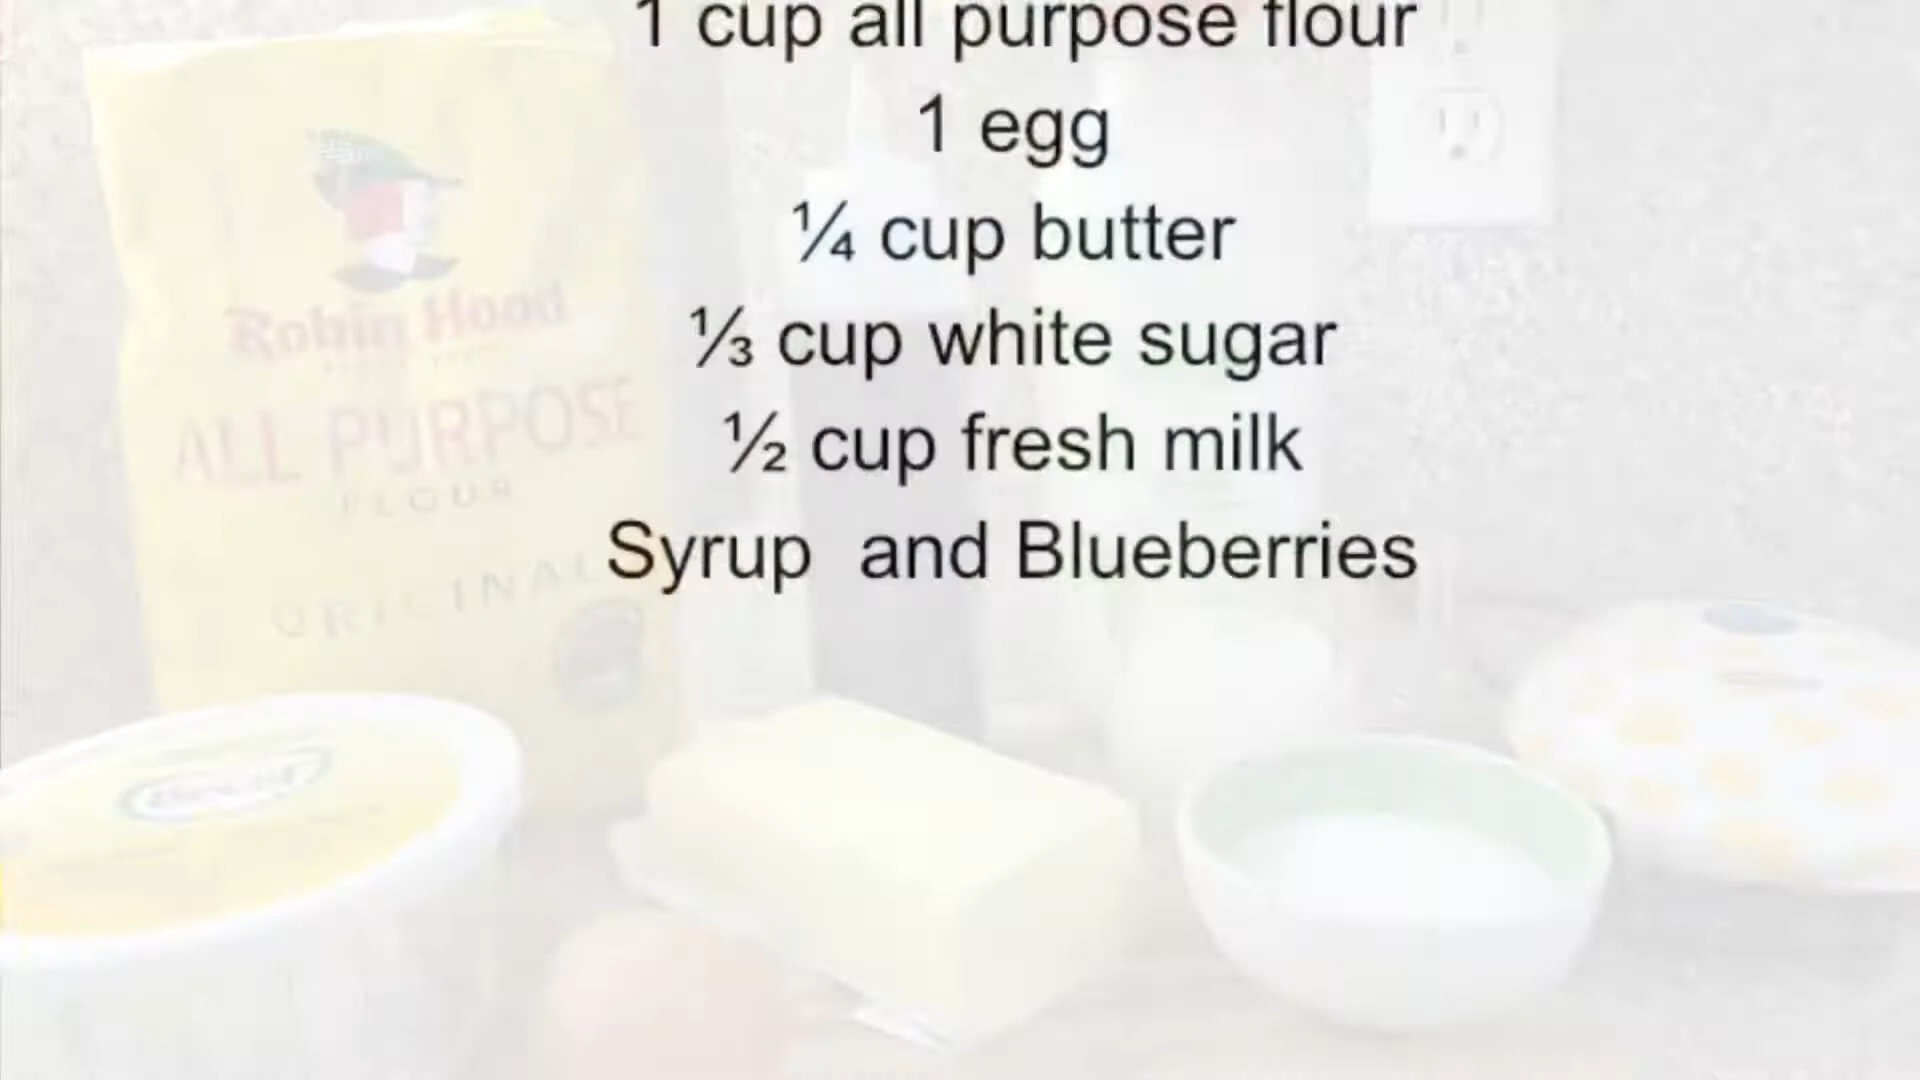 1 cup all purpose flour
1 egg
¼ cup butter
⅓ cup white sugar
½ cup fresh milk
Syrup and Blueberries
Robin Hood
ALL PURPOSE
FLOUR
ORIGINAL